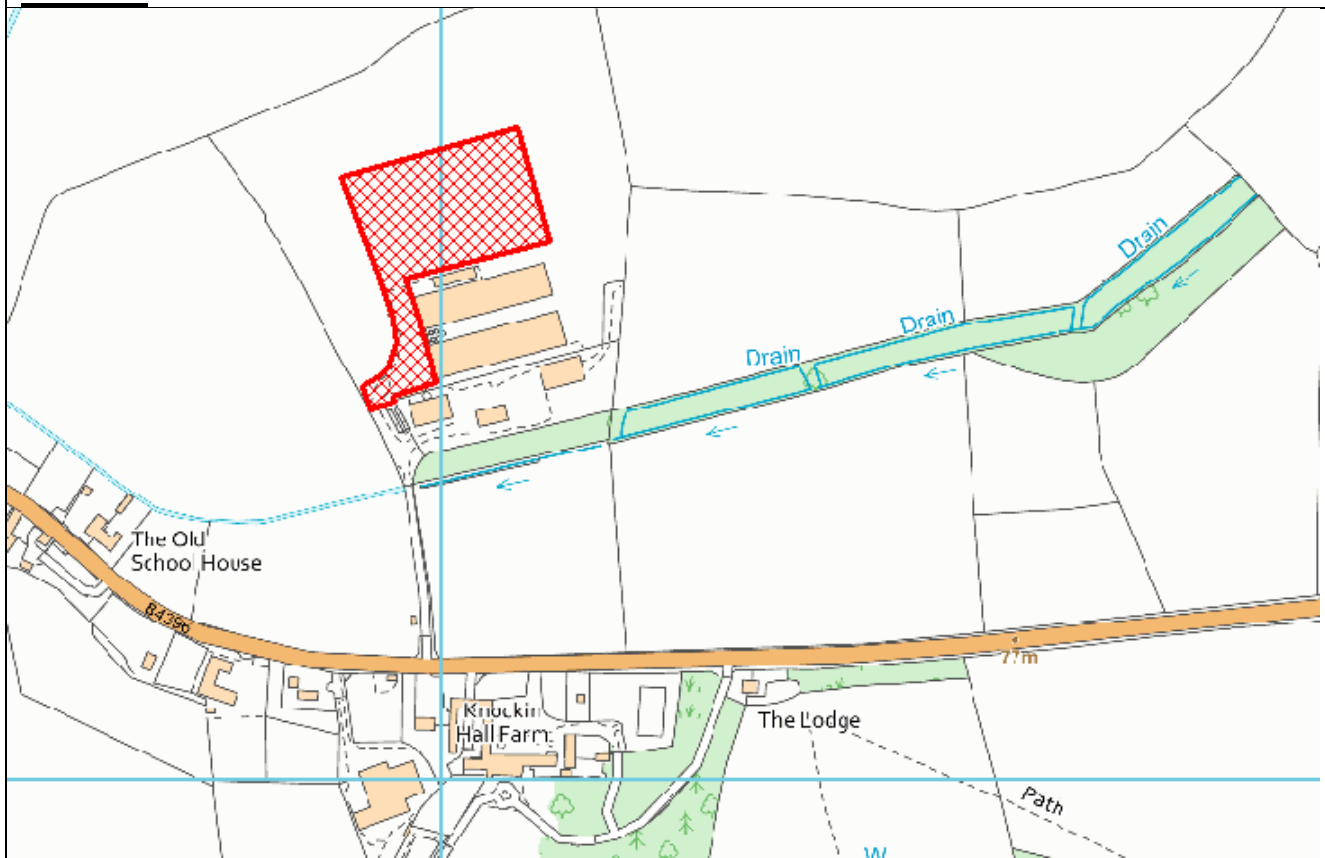 Drain
Drain
Drain
The Old
School House
B4396
77m
Knockin
Hall Farm
The Lodge
Path
W